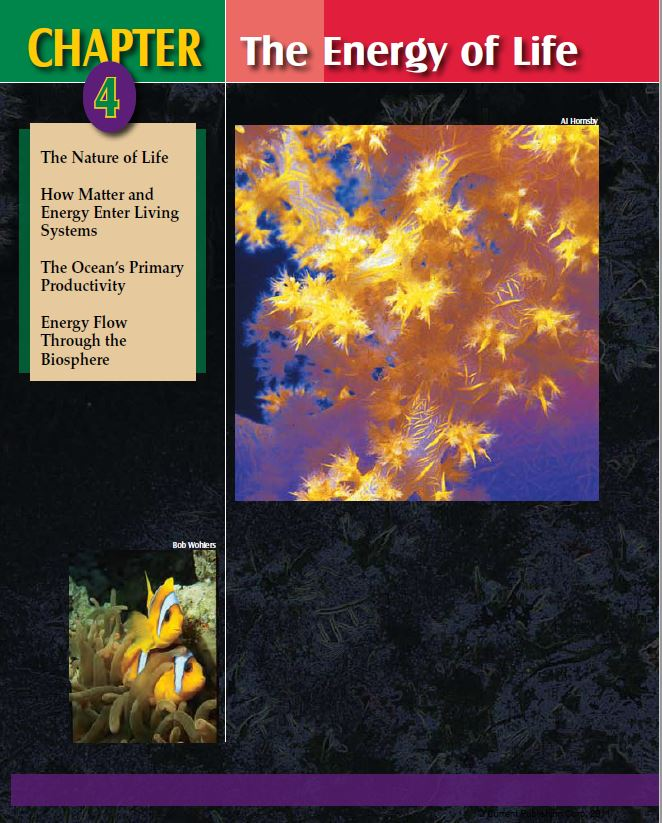 CHAPTER
4
The Energy of Life
The Nature of Life
How Matter and
Energy Enter Living
Systems
The Ocean's Primary
Productivity
Energy Flow
Through the
Biosphere
Al Hornsby
Bob Wohlers